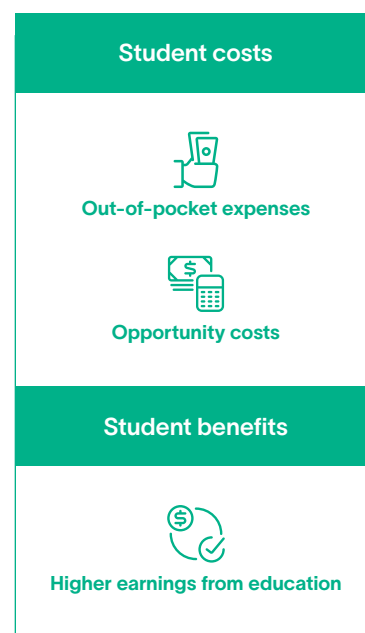 Student costs
Out-of-pocket expenses
$
Opportunity costs
Student benefits
$
Higher earnings from education